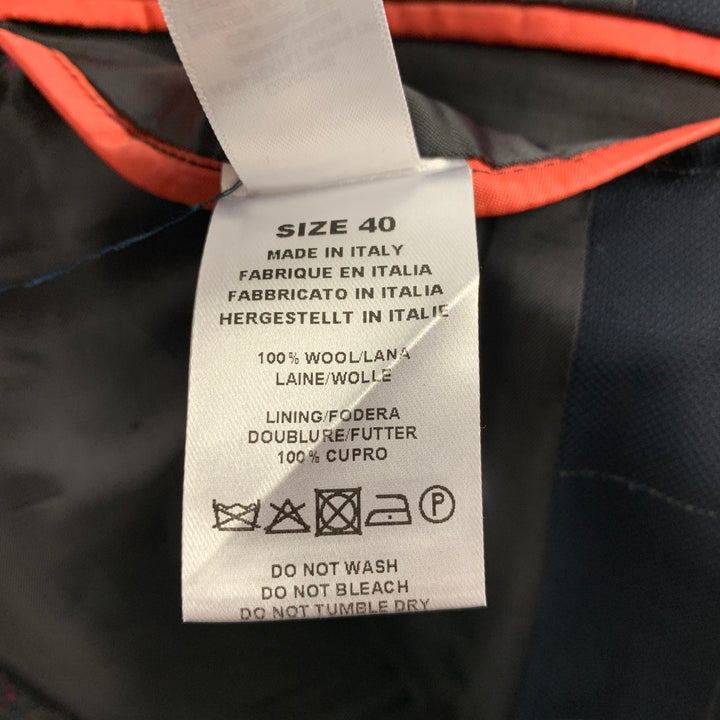 SIZE 40
MADE IN ITALY
FABRIQUE EN ITALIA
FABBRICATO IN ITALIA
HERGESTELLT IN ITALIE
100% WOOL/LANA
LAINE/WOLLE
LINING/FODERA
DOUBLURE/FUTTER
100% CUPRO
P
DO NOT WASH
DO NOT BLEACH
DO NOT TUMBLE DRY